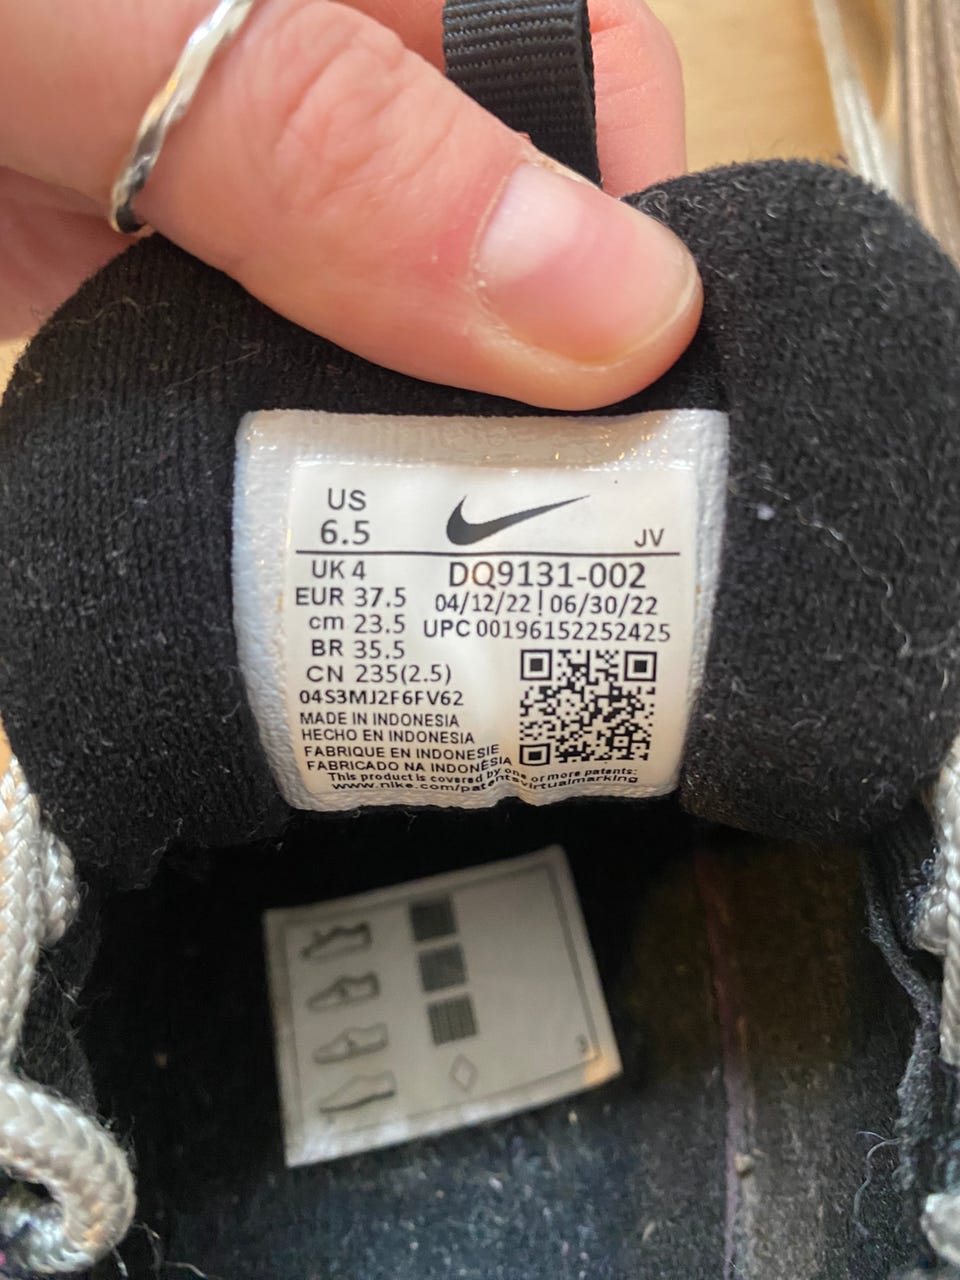 US
6.5
JV
UK 4
DQ9131-002
EUR 37.5
04/12/22 | 06/30/22
cm 23.5
UPC 00196152252425
BR 35.5
CN 235(2.5)
04S3MJ2F6FV62
MADE IN INDONESIA
HECHO EN INDONESIA
FABRIQUE EN INDONESIE
FABRICADO NA INDONÉSIA
This product is covered by one or more patents:
www.nike.com/patentsvirtualmarking